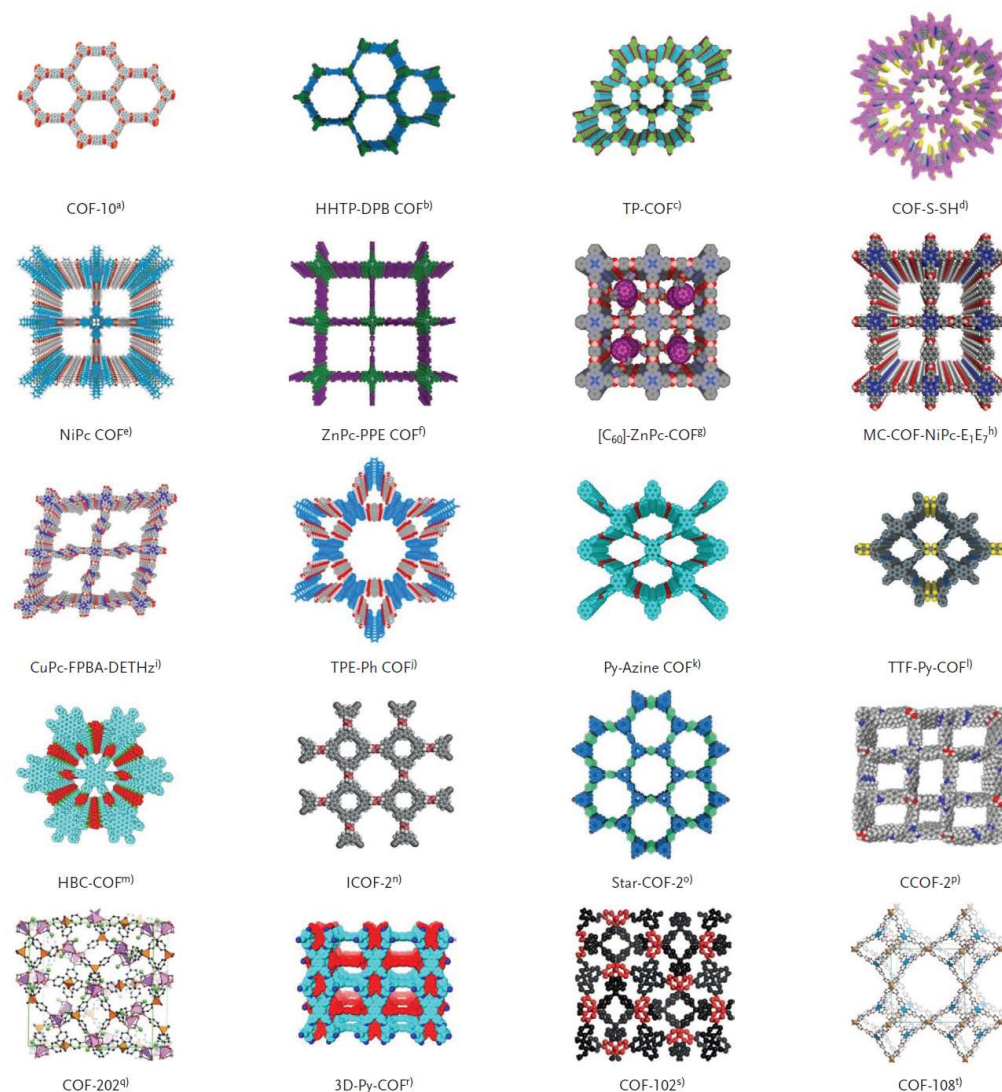 COF-10a)
HHTP-DPB COFb)
TP-COFc)
COF-S-SHd)
NiPc COFe)
ZnPc-PPE COFf)
[C60]-ZnPc-COFg)
MC-COF-NiPc-E1E7h)
CuPc-FPBA-DETHzi)
TPE-Ph COFj)
Py-Azine COFk)
TTF-Py-COFl)
HBC-COFm)
ICOF-2n)
Star-COF-2o)
CCOF-2p)
COF-202q)
3D-Py-COFr)
COF-102s)
COF-108t)